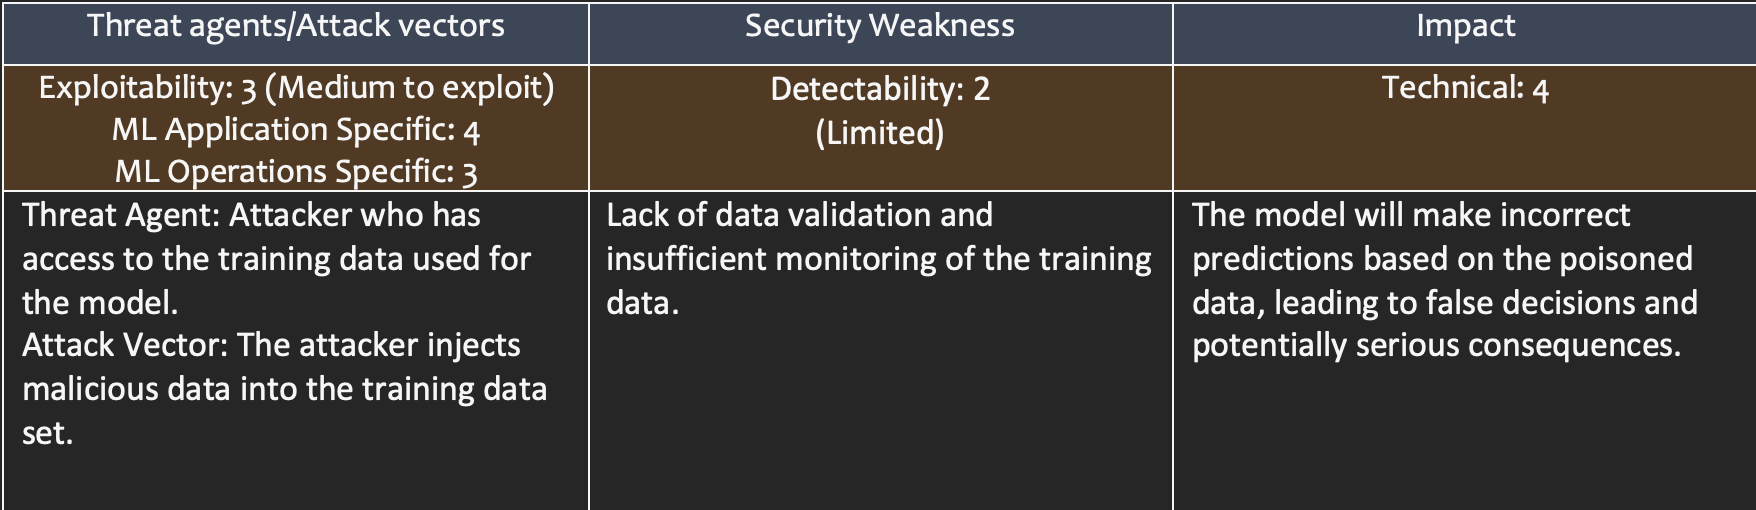 Threat agents/Attack vectors
Security Weakness
Impact
Exploitability: 3 (Medium to exploit)
ML Application Specific: 4
ML Operations Specific: 3
Detectability: 2
(Limited)
Technical: 4
Threat Agent: Attacker who has
access to the training data used for
the model.
Attack Vector: The attacker injects
malicious data into the training data
set.
Lack of data validation and
insufficient monitoring of the training
data.
The model will make incorrect
predictions based on the poisoned
data, leading to false decisions and
potentially serious consequences.